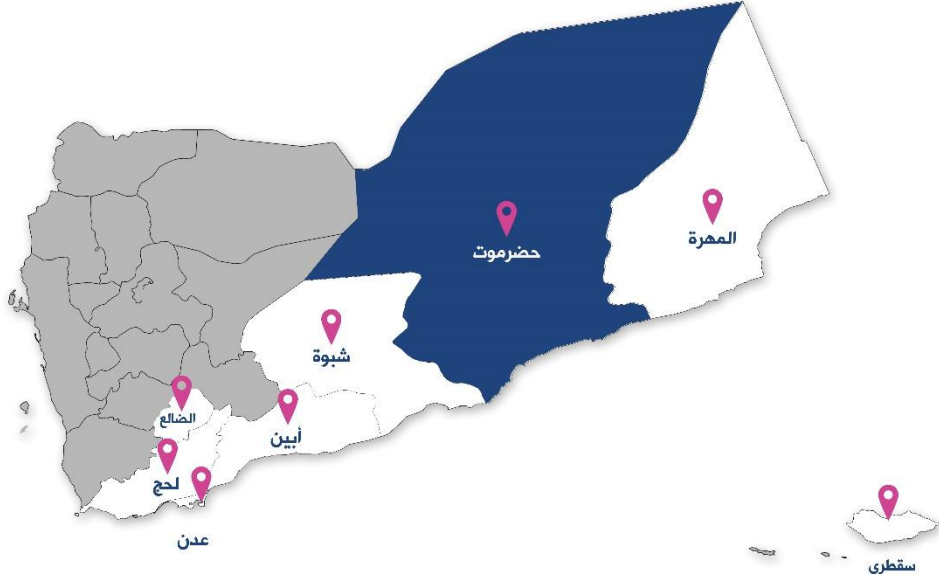 المهرة
حضرموت
شبوة
الضالع
أبين
لحج
عدن
سقطرى